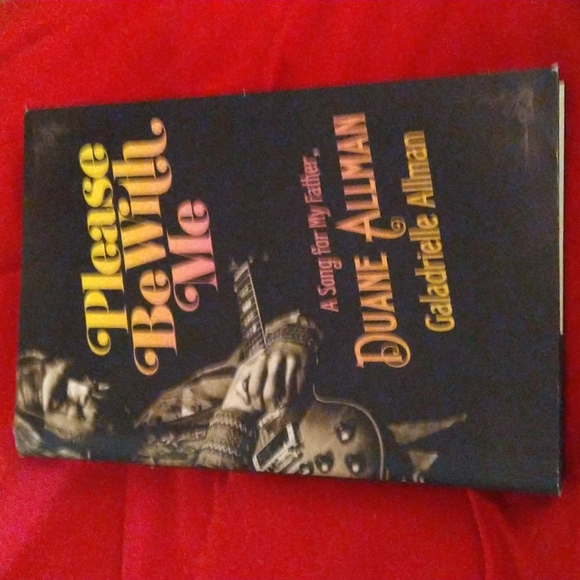 Please
Be With
Me
A Song for My Father,
DUANE ALLMAN
Galadrielle Allman